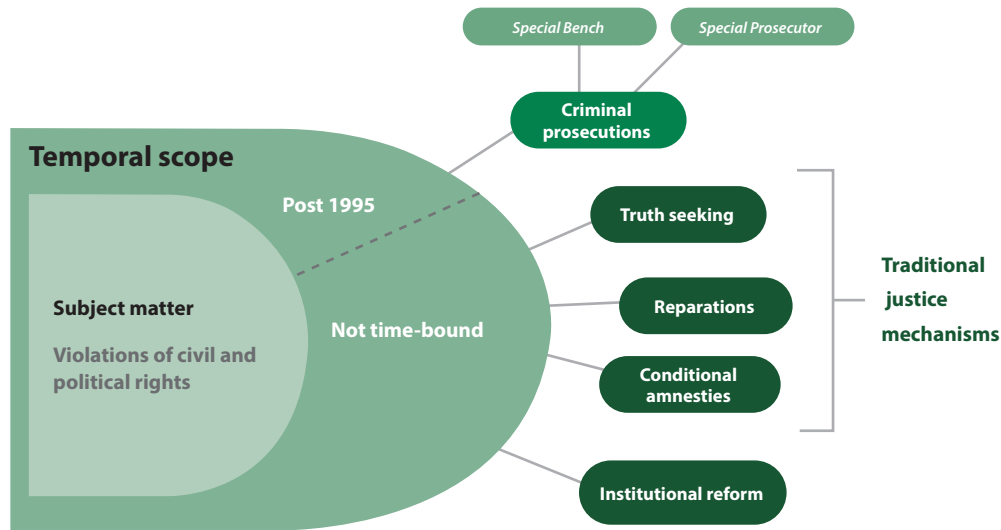 Special Bench
Special Prosecutor
Criminal
prosecutions
Temporal scope
Post 1995
Truth seeking
Traditional
justice
mechanisms
Subject matter
Reparations
Not time-bound
Violations of civil and
political rights
Conditional
amnesties
Institutional reform